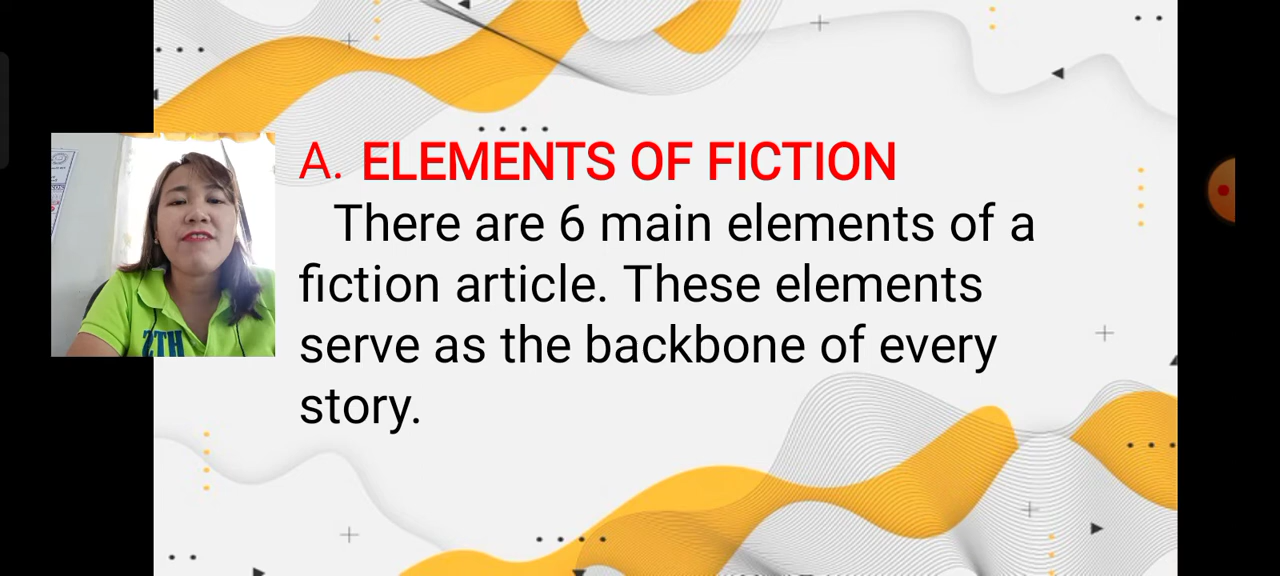 A. ELEMENTS OF FICTION
There are 6 main elements of a
fiction article. These elements
serve as the backbone of every
story.
ZTH